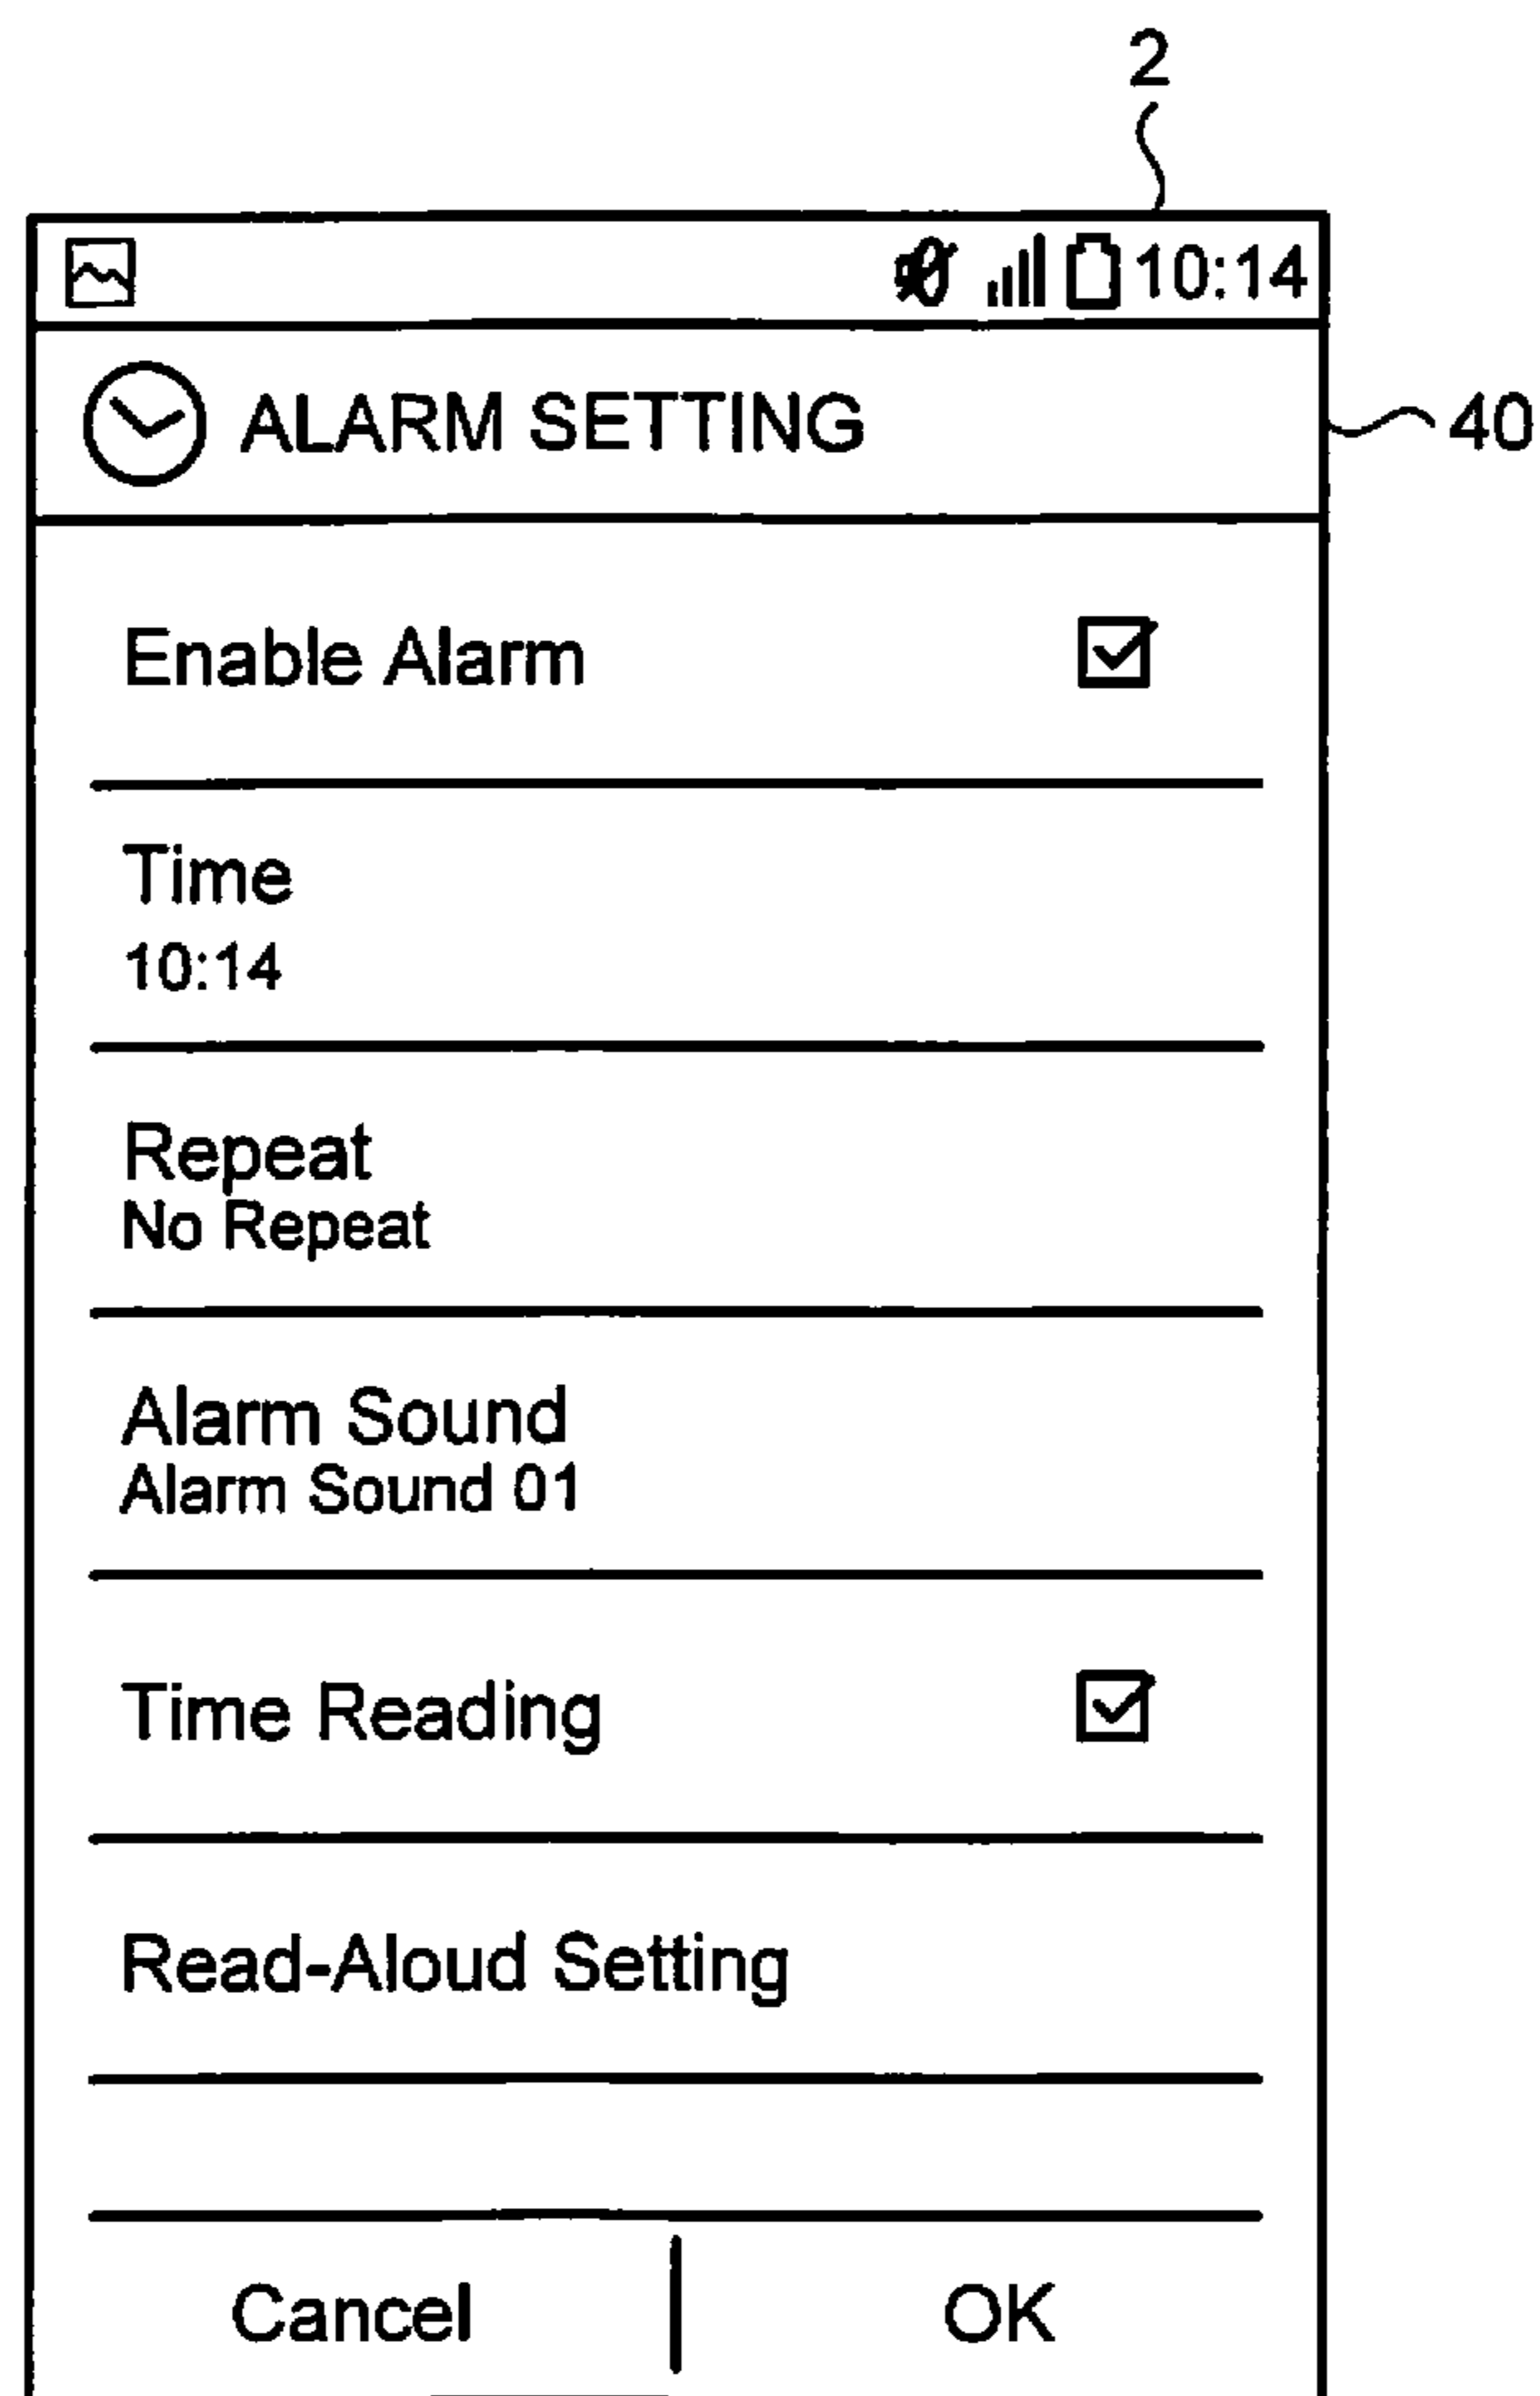 2
10:14
ALARM SETTING
40
Enable Alarm
Time
10:14
Repeat
No Repeat
Alarm Sound
Alarm Sound 01
Time Reading
Read-Aloud Setting
Cancel
OK